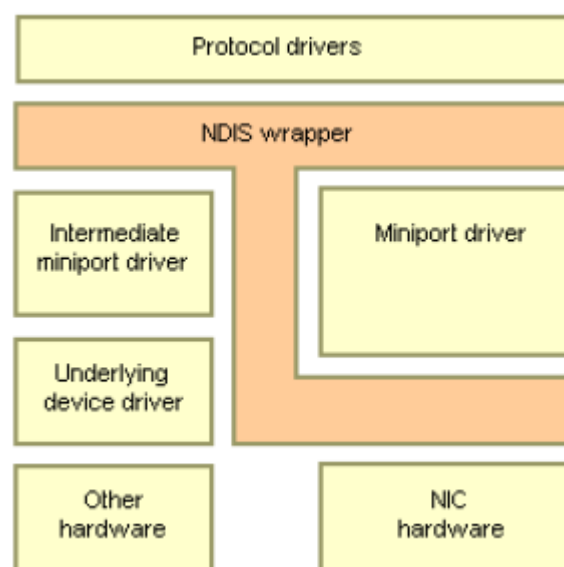 Protocol drivers
NDIS wrapper
Intermediate
miniport driver
Miniport driver
Underlying
device driver
Other
hardware
NIC
hardware